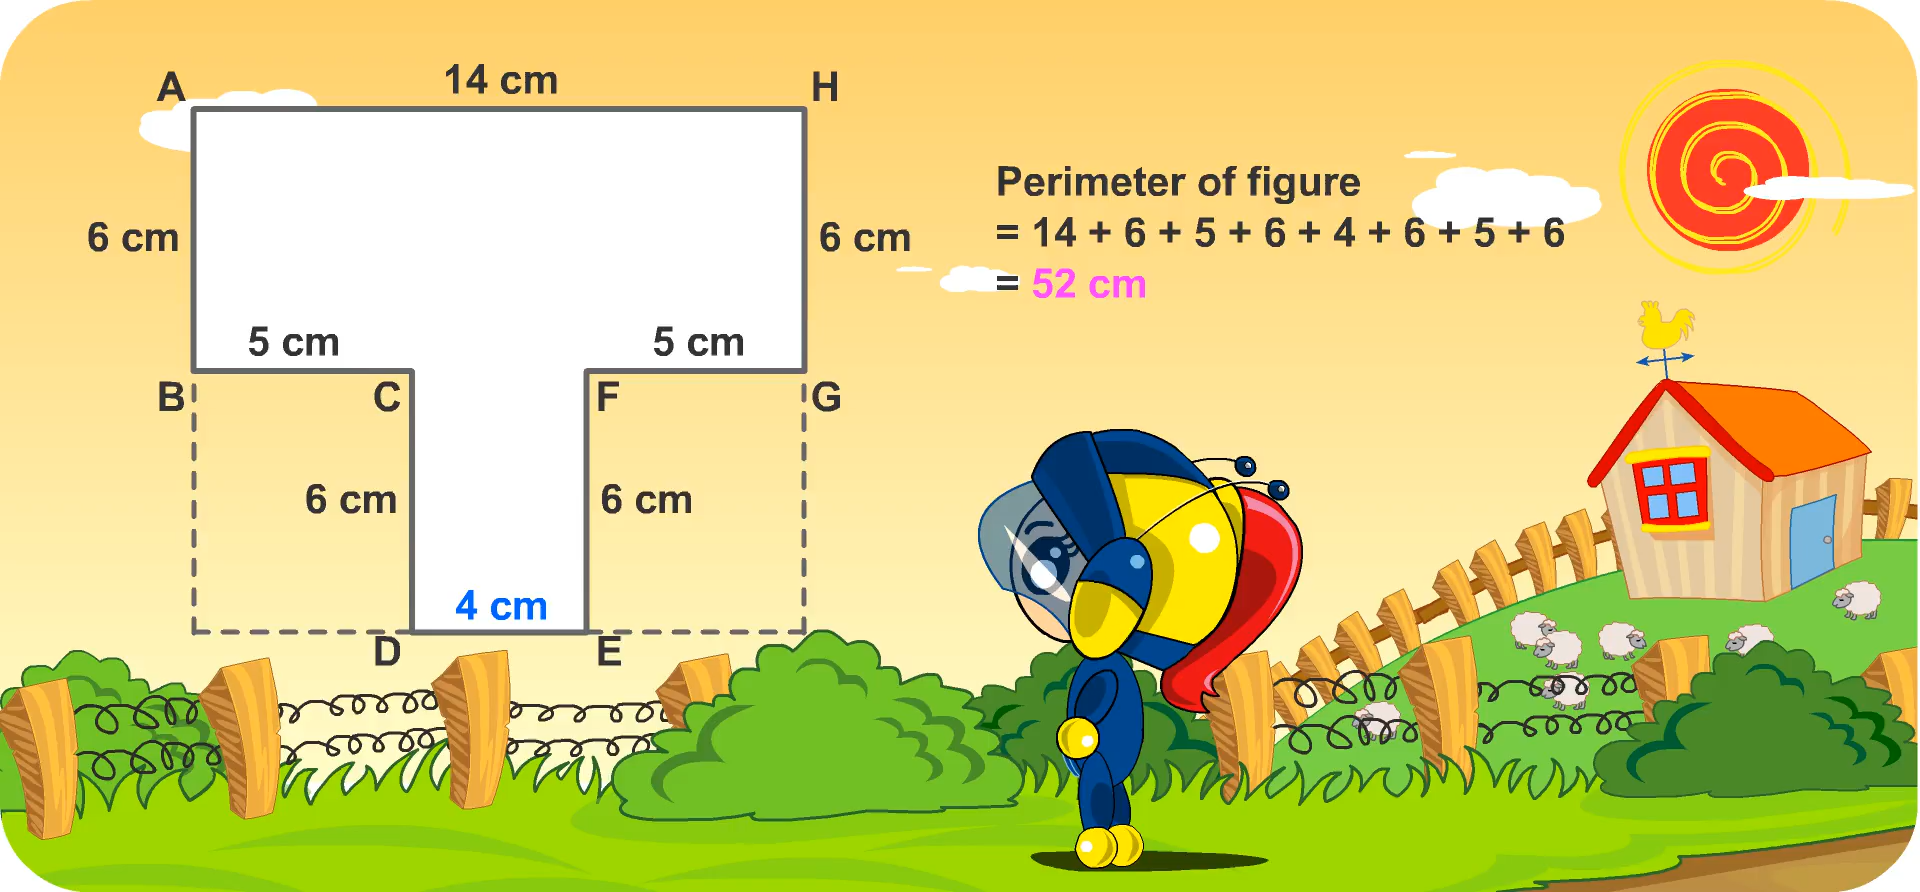 A 14 cm H
6 cm 6 cm
5 cm 5 cm
B C F G
6 cm 6 cm
4 cm
D E
Perimeter of figure
= 14 + 6 + 5 + 6 + 4 + 6 + 5 + 6
= 52 cm